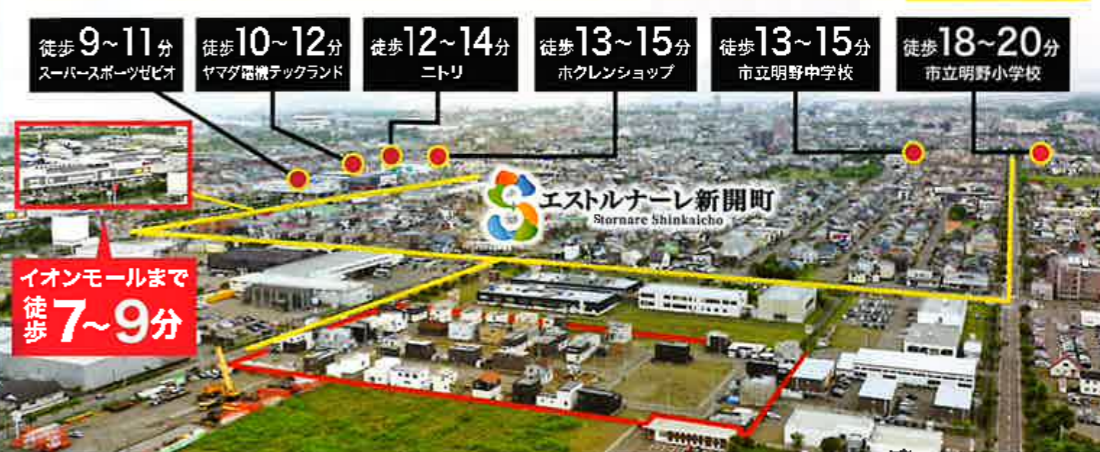 徒歩9~11分
スーパースポーツゼビオ
徒歩10~12分
ヤマダ電機テックランド
徒歩12~14分
ニトリ
徒歩13~15分
ホクレンショップ
徒歩13~15分
市立明野中学校
徒歩18~20分
市立明野小学校
エストルナーレ新開町
Stornare Shinkaicho
イオンモールまで
徒歩7~9分